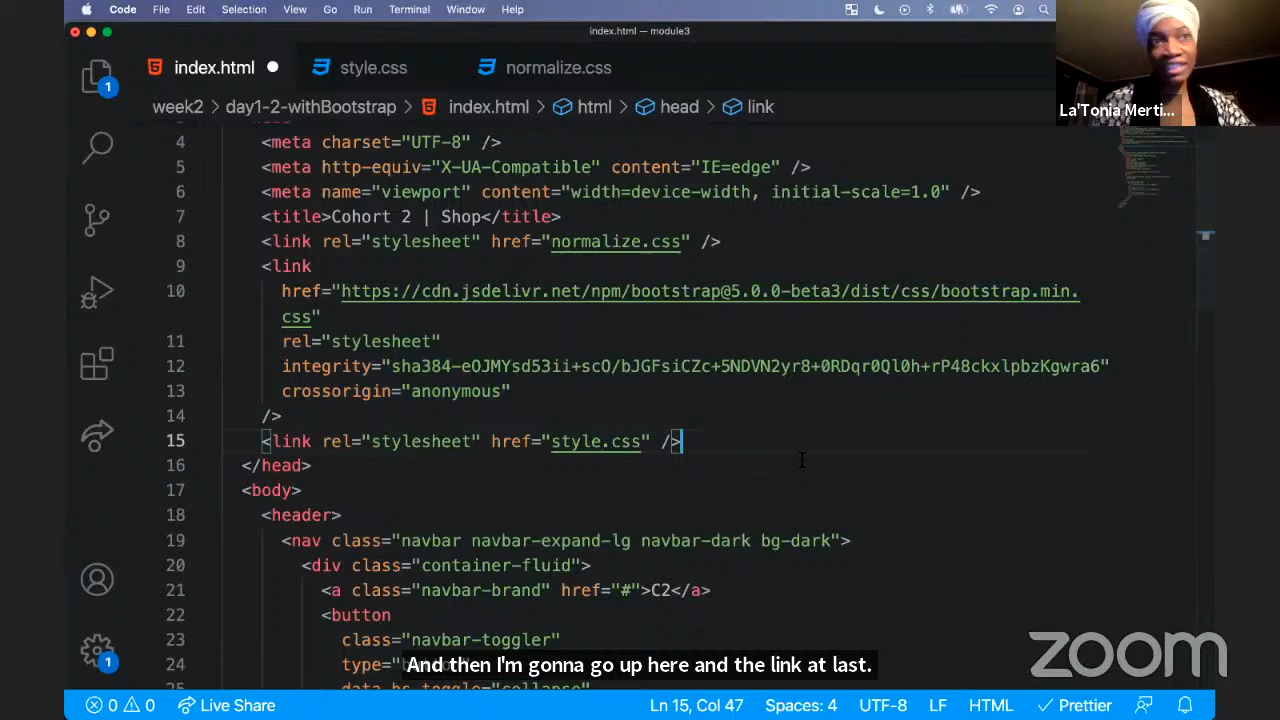 Code File Edit Selection View Go Run Terminal Window Help
index.html — module3
index.html style.css normalize.css
week2 > day1-2-withBootstrap > index.html > html > head > link
La'Tonia Merti...
4 <meta charset="UTF-8" />
5 <meta http-equiv="X-UA-Compatible" content="IE=edge" />
6 <meta name="viewport" content="width=device-width, initial-scale=1.0" />
7 <title>Cohort 2 | Shop</title>
8 <link rel="stylesheet" href="normalize.css" />
9 <link
10 href="https://cdn.jsdelivr.net/npm/bootstrap@5.0.0-beta3/dist/css/bootstrap.min.
css"
11 rel="stylesheet"
12 integrity="sha384-eOJMYsd53ii+scO/bJGFsiCZc+5NDVN2yr8+0RDqr0Ql0h+rP48ckxlpbzKgwra6"
13 crossorigin="anonymous"
14 />
15 <link rel="stylesheet" href="style.css" />
16 </head>
17 <body>
18 <header>
19 <nav class="navbar navbar-expand-lg navbar-dark bg-dark">
20 <div class="container-fluid">
21 <a class="navbar-brand" href="#">C2</a>
22 <button
23 class="navbar-toggler"
24
And then I'm gonna go up here and the link at last.
zoom
1
1
0 0 Live Share Ln 15, Col 47 Spaces: 4 UTF-8 LF HTML Prettier